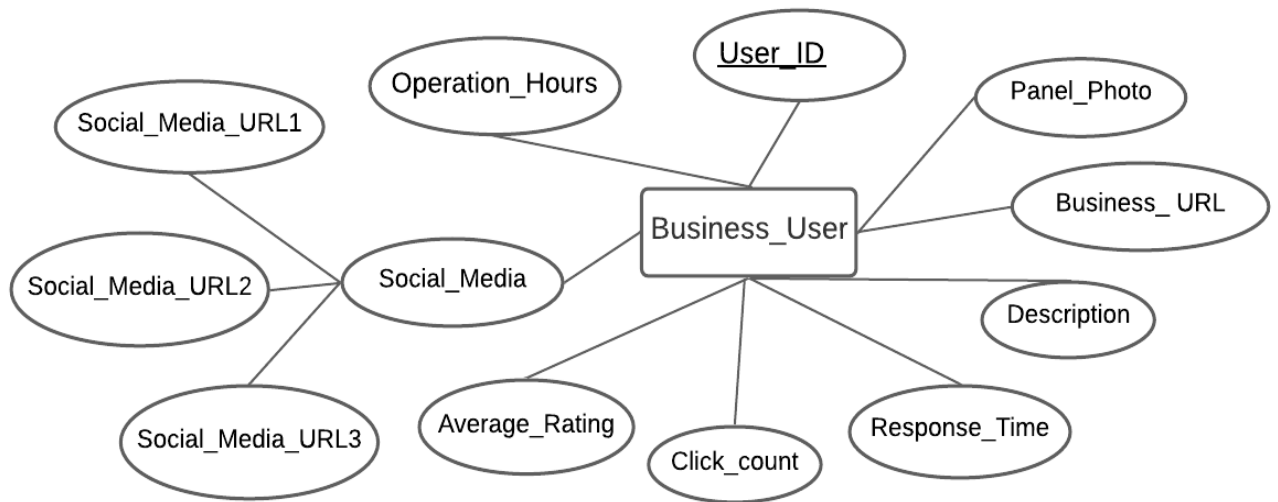 User_ID
Operation_Hours
Panel_Photo
Social_Media_URL1
Business_ URL
Business_User
Social_Media
Social_Media_URL2
Description
Average_Rating
Response_Time
Social_Media_URL3
Click_count